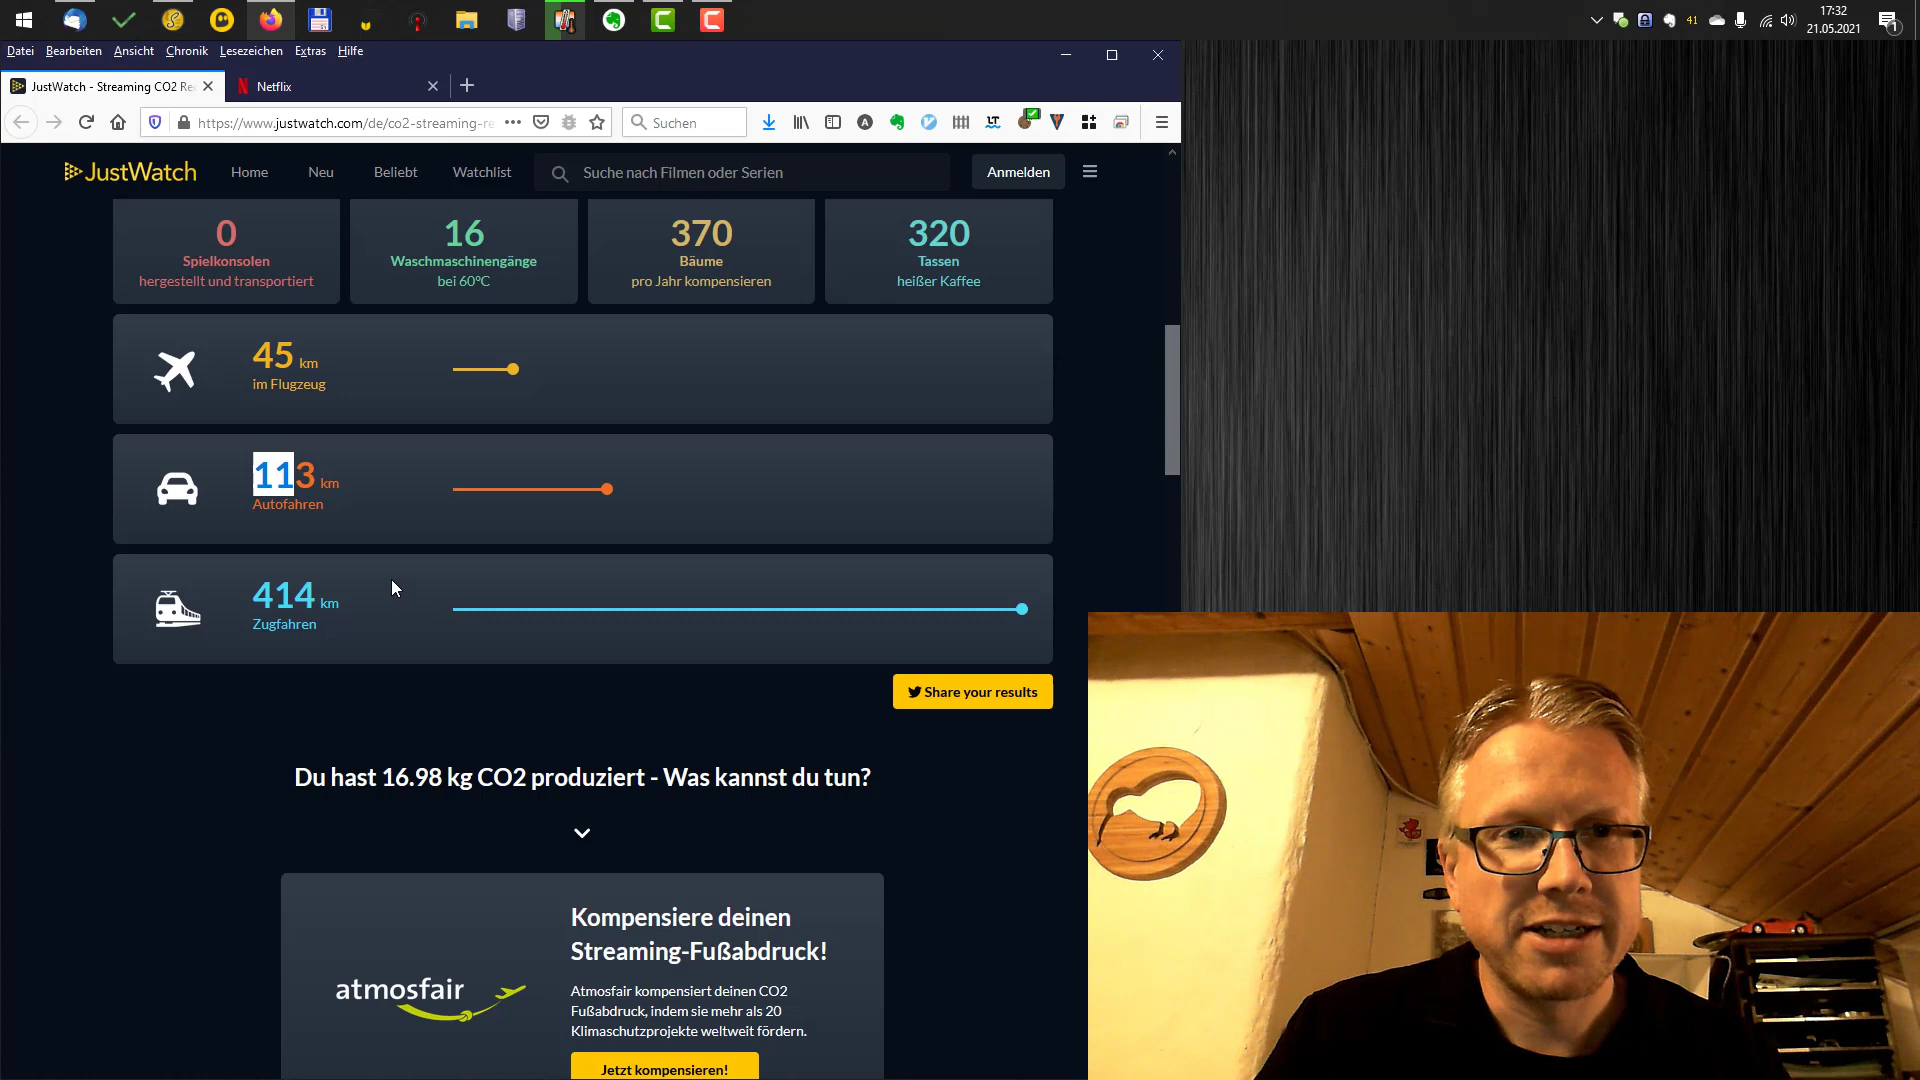 17:32
41
21.05.2021
1
Datei Bearbeiten Ansicht Chronik Lesezeichen Extras Hilfe
JustWatch - Streaming CO2 Re
Netflix
https://www.justwatch.com/de/co2-streaming-re
Suchen
JustWatch
Home
Neu
Beliebt
Watchlist
Suche nach Filmen oder Serien
Anmelden
0
Spielkonsolen
hergestellt und transportiert
16
Waschmaschinengänge
bei 60°C
370
Bäume
pro Jahr kompensieren
320
Tassen
heißer Kaffee
45 km
im Flugzeug
113 km
Autofahren
414 km
Zugfahren
Share your results
Du hast 16.98 kg CO2 produziert - Was kannst du tun?
atmosfair
Kompensiere deinen
Streaming-Fußabdruck!
Atmosfair kompensiert deinen CO2
Fußabdruck, indem sie mehr als 20
Klimaschutzprojekte weltweit fördern.
Jetzt kompensieren!